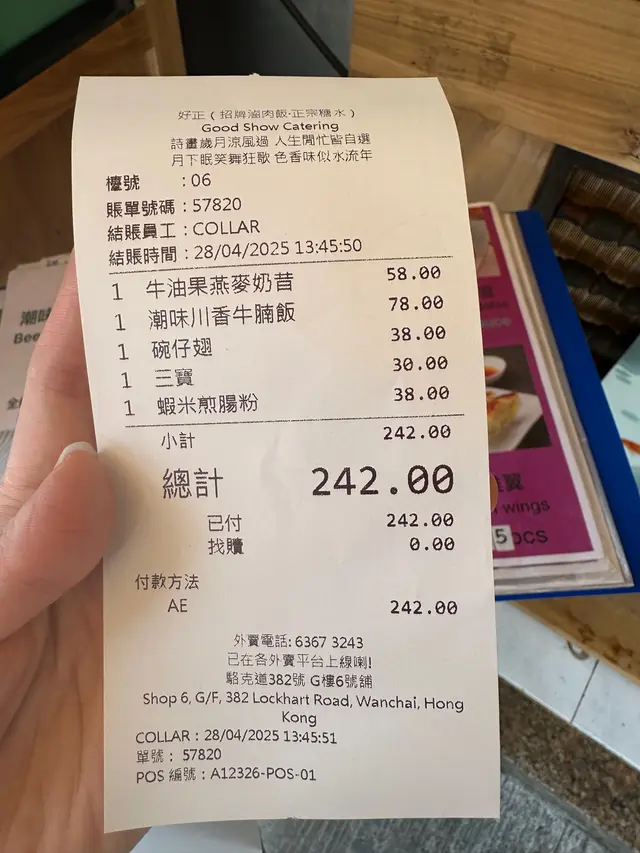 好正（招牌滷肉飯·正宗糖水）
Good Show Catering
詩畫歲月涼風過 人生閒忙皆自選
月下眠笑舞狂歌 色香味似水流年
檯號 : 06
賬單號碼 : 57820
結賬員工 : COLLAR
結賬時間 : 28/04/2025 13:45:50
1 牛油果燕麥奶昔 58.00
1 潮味川香牛腩飯 78.00
1 碗仔翅 38.00
1 三寶 30.00
1 蝦米煎腸粉 38.00
小計 242.00
總計 242.00
已付 242.00
找贖 0.00
付款方法
AE 242.00
外賣電話: 6367 3243
已在各外賣平台上線喇!
駱克道382號 G樓6號舖
Shop 6, G/F, 382 Lockhart Road, Wanchai, Hong
Kong
COLLAR : 28/04/2025 13:45:51
單號 : 57820
POS 編號 : A12326-POS-01
潮味
Bee
翼
wings
5pcs